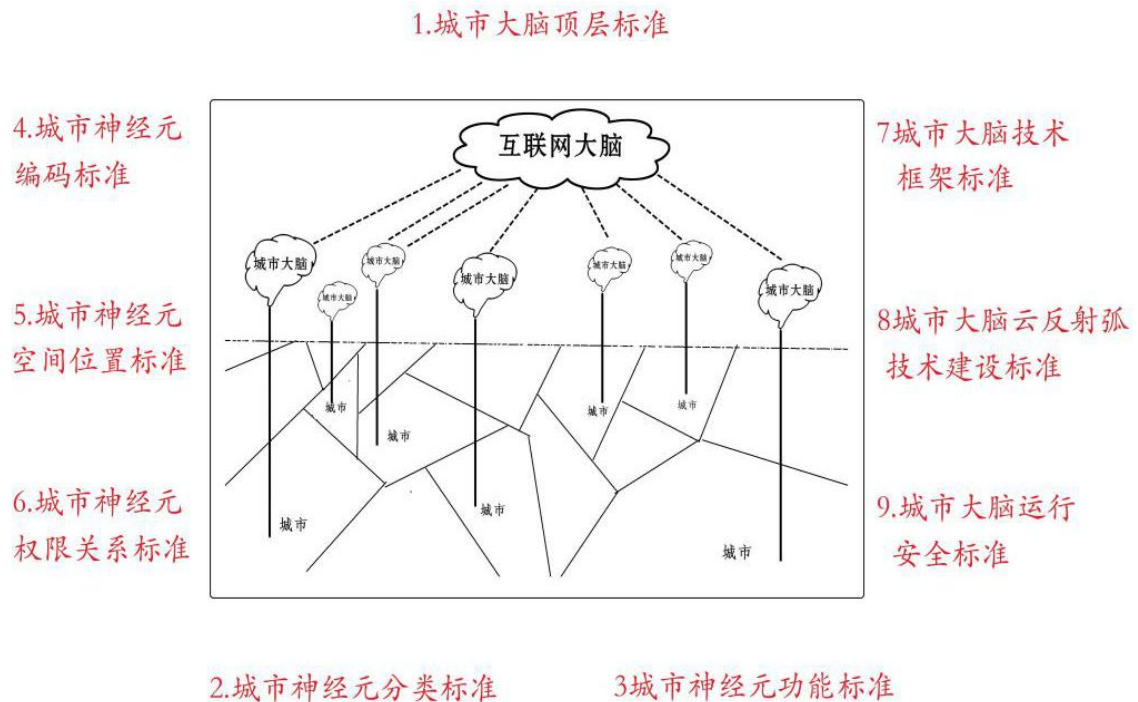 1.城市大脑顶层标准
4.城市神经元
编码标准
互联网大脑
7城市大脑技术
框架标准
城市大脑
城市大脑
城市大脑
城市大脑
城市大脑
城市大脑
城市大脑
5.城市神经元
空间位置标准
8城市大脑云反射弧
技术建设标准
城市
城市
城市
城市
城市
6.城市神经元
权限关系标准
城市
城市
9.城市大脑运行
安全标准
2.城市神经元分类标准
3城市神经元功能标准